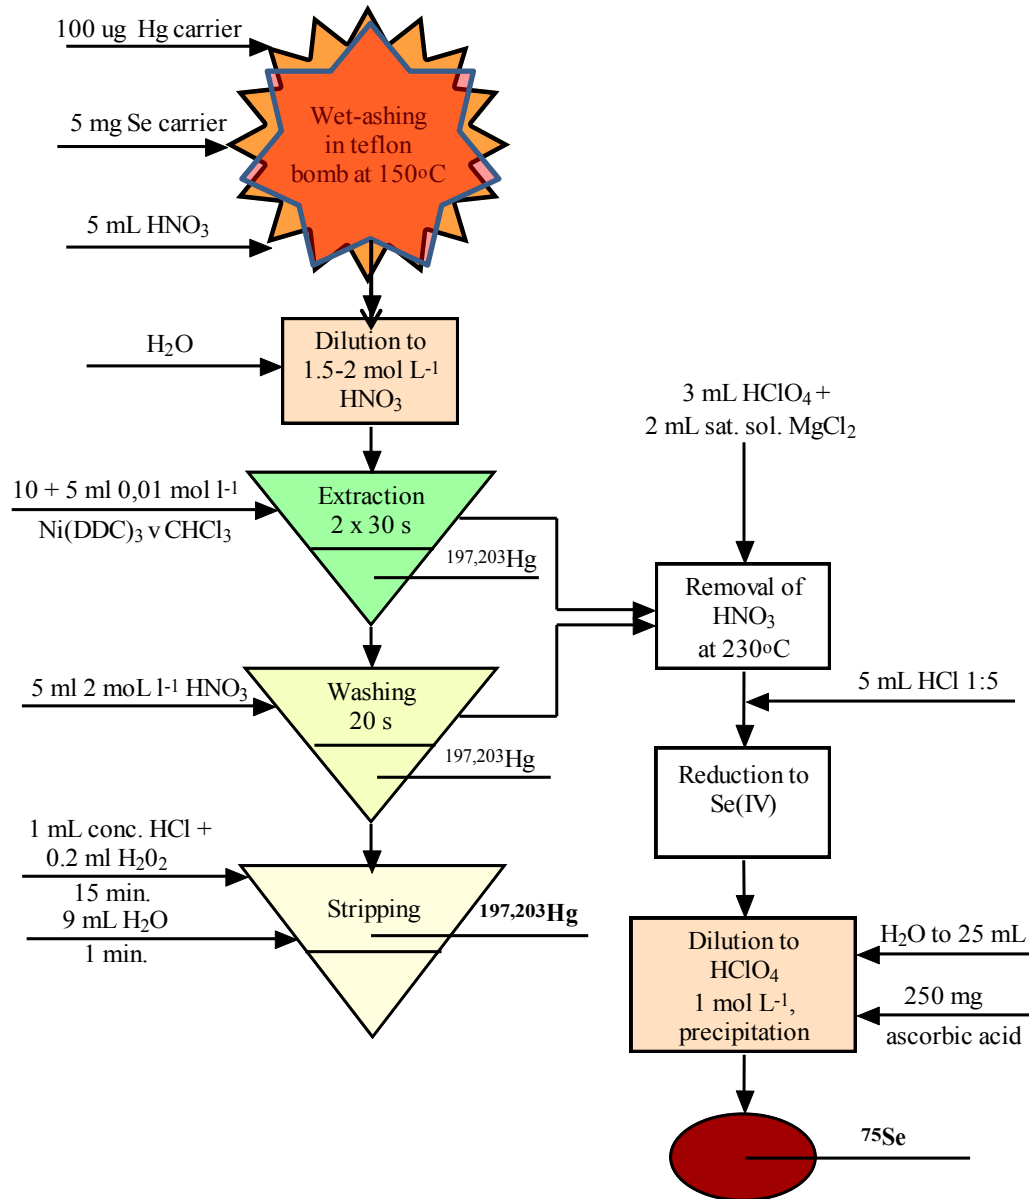 100 ug Hg carrier
5 mg Se carrier
5 mL HNO₃
Wet-ashing
in teflon
bomb at 150ºC
H₂O
Dilution to
1.5-2 mol L⁻¹
HNO₃
10 + 5 ml 0,01 mol l⁻¹
Ni(DDC)₃ v CHCl₃
Extraction
2 x 30 s
¹⁹⁷,²⁰³Hg
5 ml 2 moL l⁻¹ HNO₃
Washing
20 s
¹⁹⁷,²⁰³Hg
1 mL conc. HCl +
0.2 ml H₂0₂
15 min.
9 mL H₂O
1 min.
Stripping
¹⁹⁷,²⁰³Hg
3 mL HClO₄ +
2 mL sat. sol. MgCl₂
Removal of
HNO₃
at 230ºC
5 mL HCl 1:5
Reduction to
Se(IV)
Dilution to
HClO₄
1 mol L⁻¹,
precipitation
H₂O to 25 mL
250 mg
ascorbic acid
⁷⁵Se